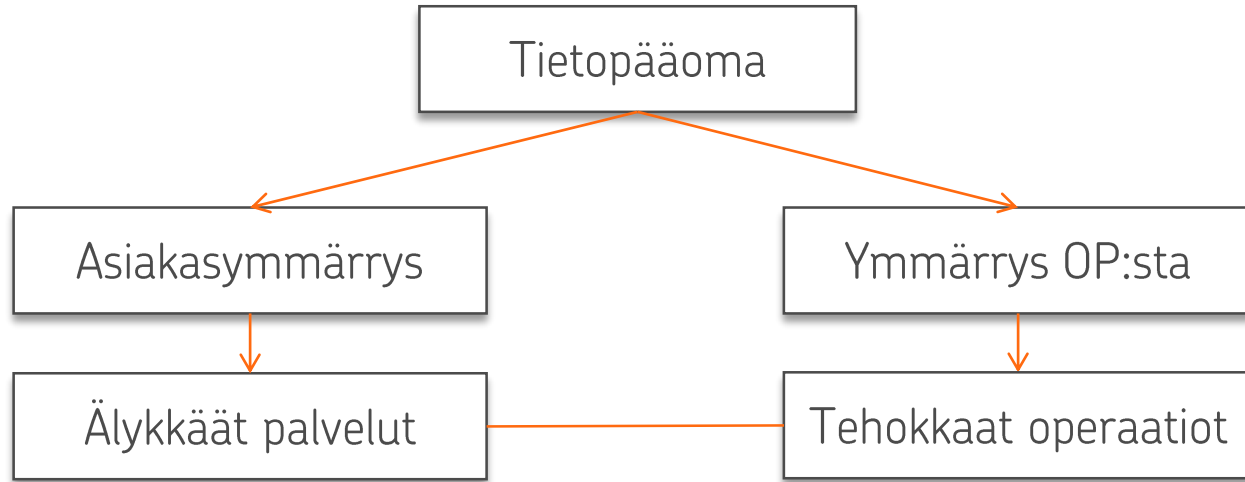 Tietopääoma
Asiakasymmärrys
Ymmärrys OP:sta
Älykkäät palvelut
Tehokkaat operaatiot